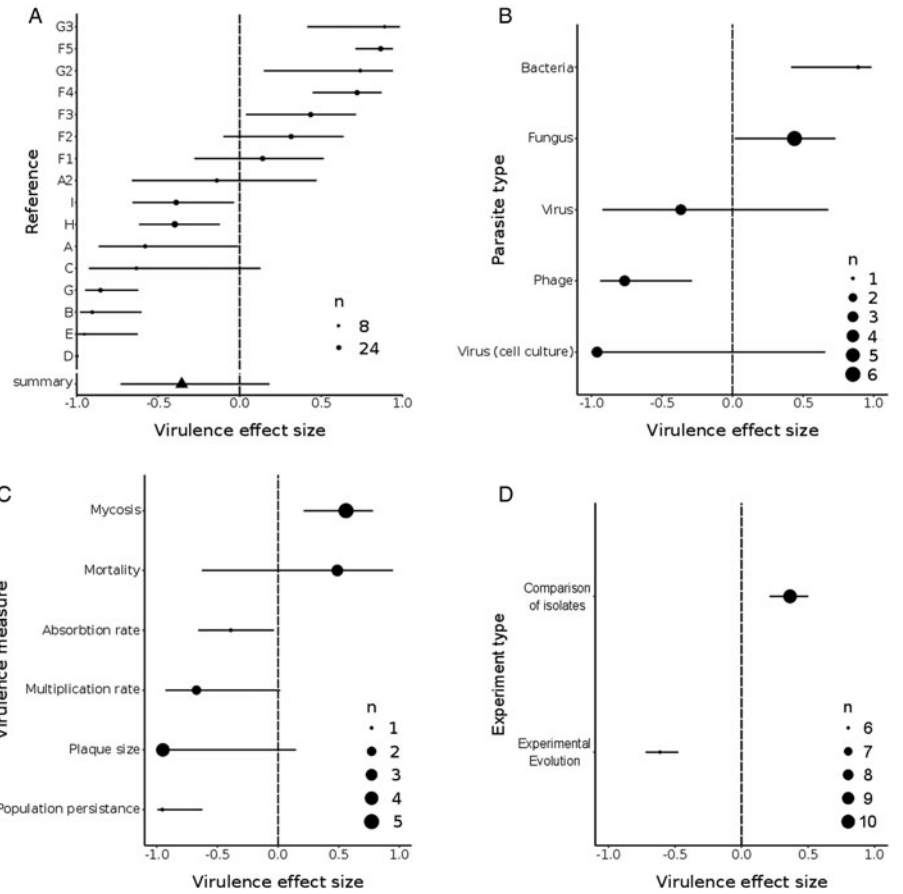 A
G3
F5
G2
F4
F3
F2
F1
A2
I
H
A
C
G
B
E
D
summary
Reference
-1.0 -0.5 0.0 0.5 1.0
Virulence effect size
n
8
24
B
Bacteria
Fungus
Virus
Phage
Virus (cell culture)
Parasite type
-1.0 -0.5 0.0 0.5 1.0
Virulence effect size
n
1
2
3
4
5
6
C
Mycosis
Mortality
Absorbtion rate
Multiplication rate
Plaque size
Population persistance
Virulence measure
-1.0 -0.5 0.0 0.5 1.0
Virulence effect size
n
1
2
3
4
5
D
Comparison
of isolates
Experimental
Evolution
Experiment type
-1.0 -0.5 0.0 0.5 1.0
Virulence effect size
n
6
7
8
9
10